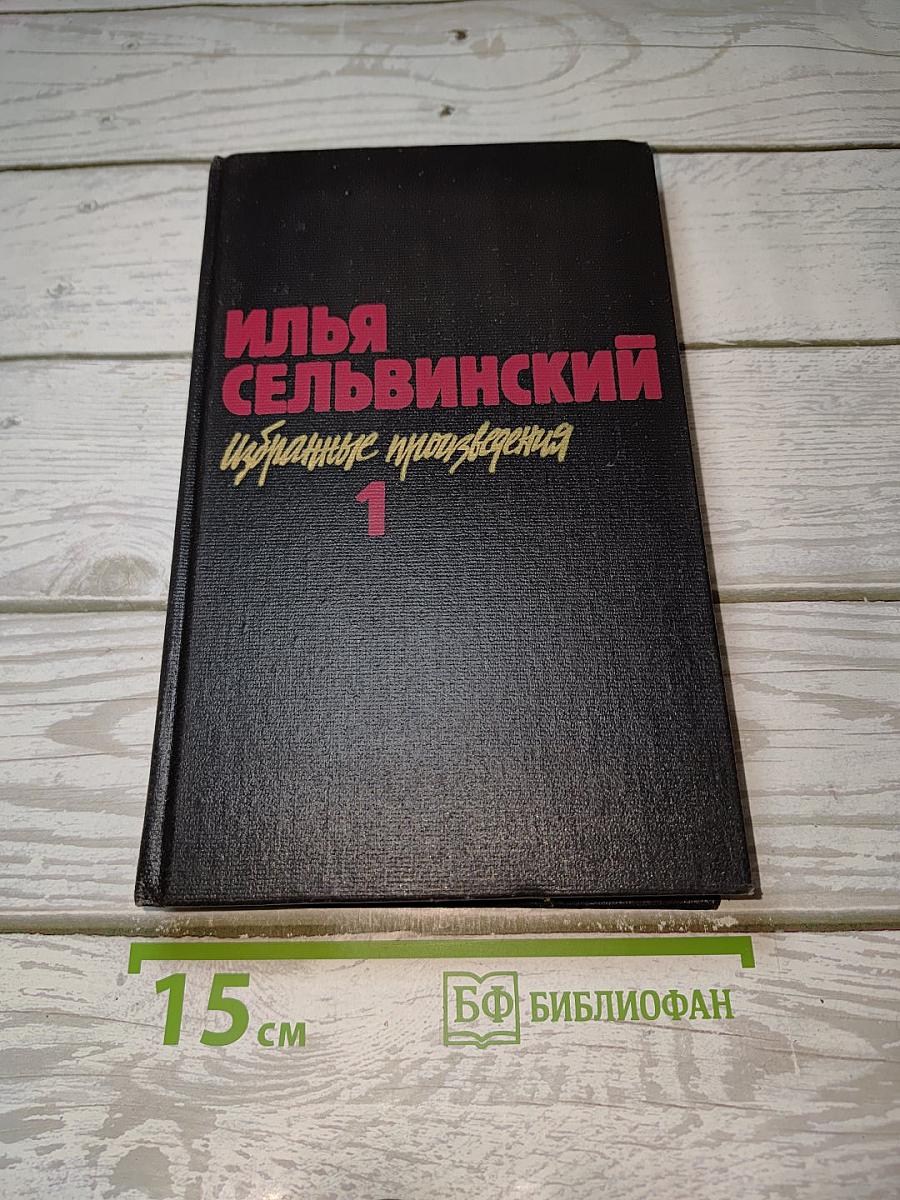 ИЛЬЯ
СЕЛЬВИНСКИЙ
Избранные произведения
1
15 см
БФ БИБЛИОФАН